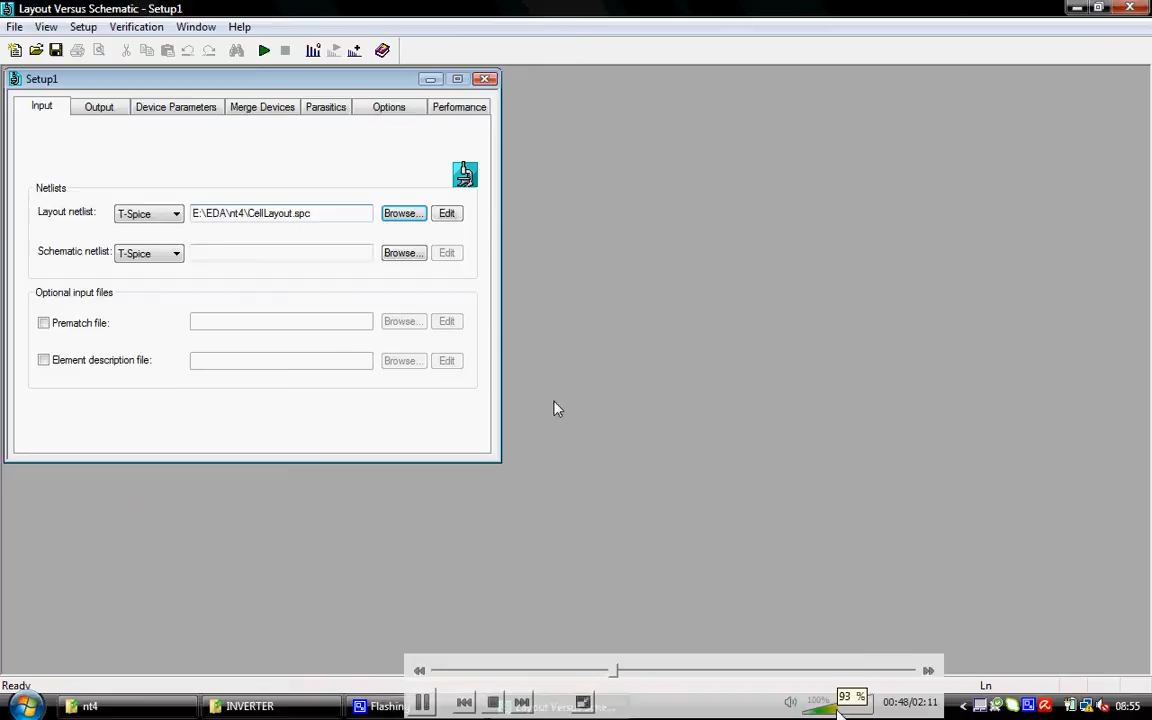 Layout Versus Schematic - Setup1
File View Setup Verification Window Help
Setup1
Input Output Device Parameters Merge Devices Parasitics Options Performance
Netlists
Layout netlist: T-Spice E:\EDA\nt4\CellLayout.spc Browse... Edit
Schematic netlist: T-Spice Browse... Edit
Optional input files
Prematch file: Browse... Edit
Element description file: Browse... Edit
Ready Ln
93 %
100%
nt4 INVERTER Flashing 00:48/02:11 08:55